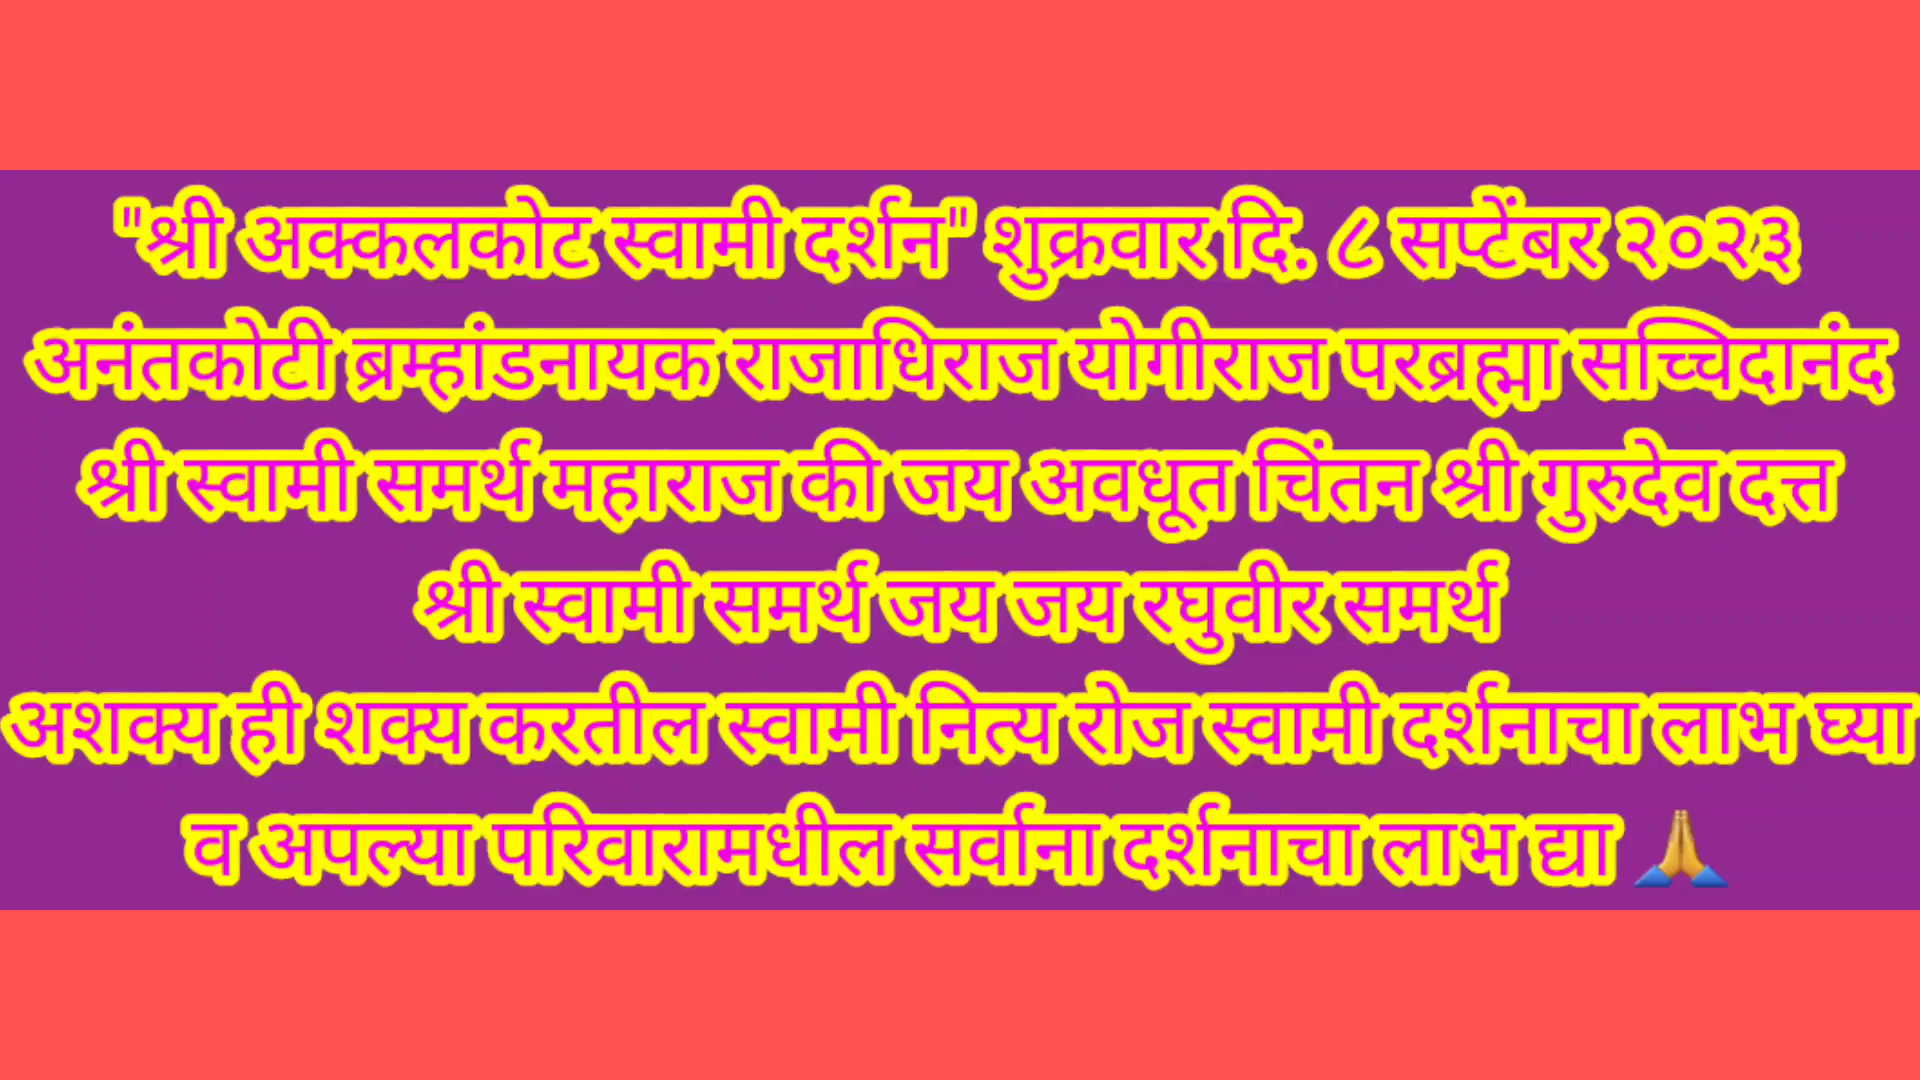 "श्री अक्कलकोट स्वामी दर्शन" शुक्रवार दि. ८ सप्टेंबर २०२३
अनंतकोटी ब्रम्हांडनायक राजाधिराज योगीराज परब्रह्मा सच्चिदानंद
श्री स्वामी समर्थ महाराज की जय अवधूत चिंतन श्री गुरुदेव दत्त
श्री स्वामी समर्थ जय जय रघुवीर समर्थ
अशक्य ही शक्य करतील स्वामी नित्य रोज स्वामी दर्शनाचा लाभ घ्या
व अपल्या परिवारामधील सर्वाना दर्शनाचा लाभ द्या 🙏